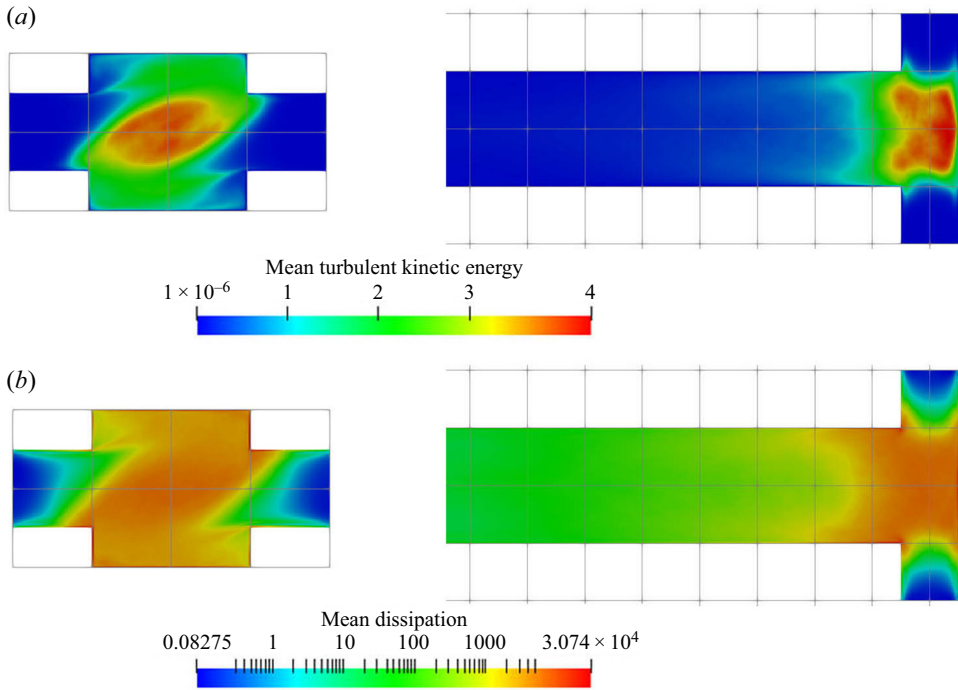 (a)
Mean turbulent kinetic energy
1 × 10–6 1 2 3 4
(b)
Mean dissipation
0.08275 1 10 100 1000 3.074 × 104